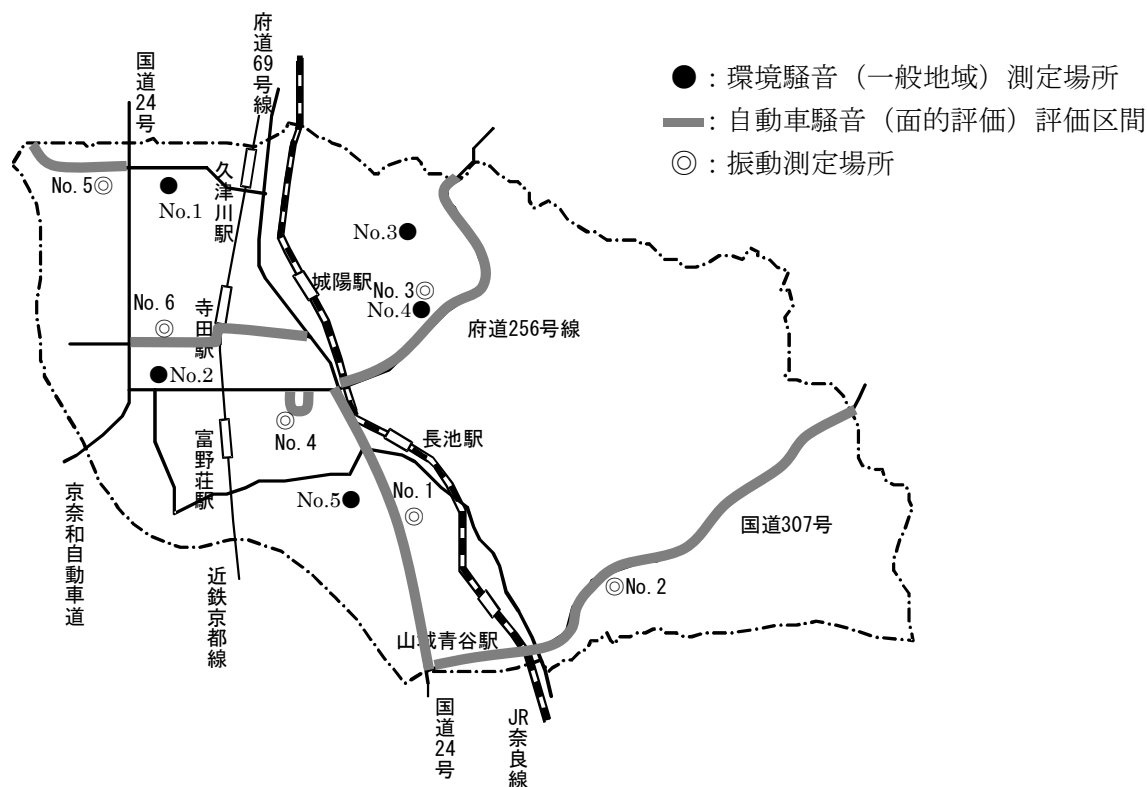 ●：環境騒音（一般地域）測定場所
：自動車騒音（面的評価）評価区間
◎：振動測定場所
国道24号
府道69号線
久津川駅
No.5◎
No.1
No.3
城陽駅
No.3
No.4
No.6
寺田駅
府道256号線
No.2
No.4
長池駅
富野荘駅
No.5
No.1
国道307号
京奈和自動車道
◎No.2
近鉄京都線
山城青谷駅
国道24号
JR奈良線